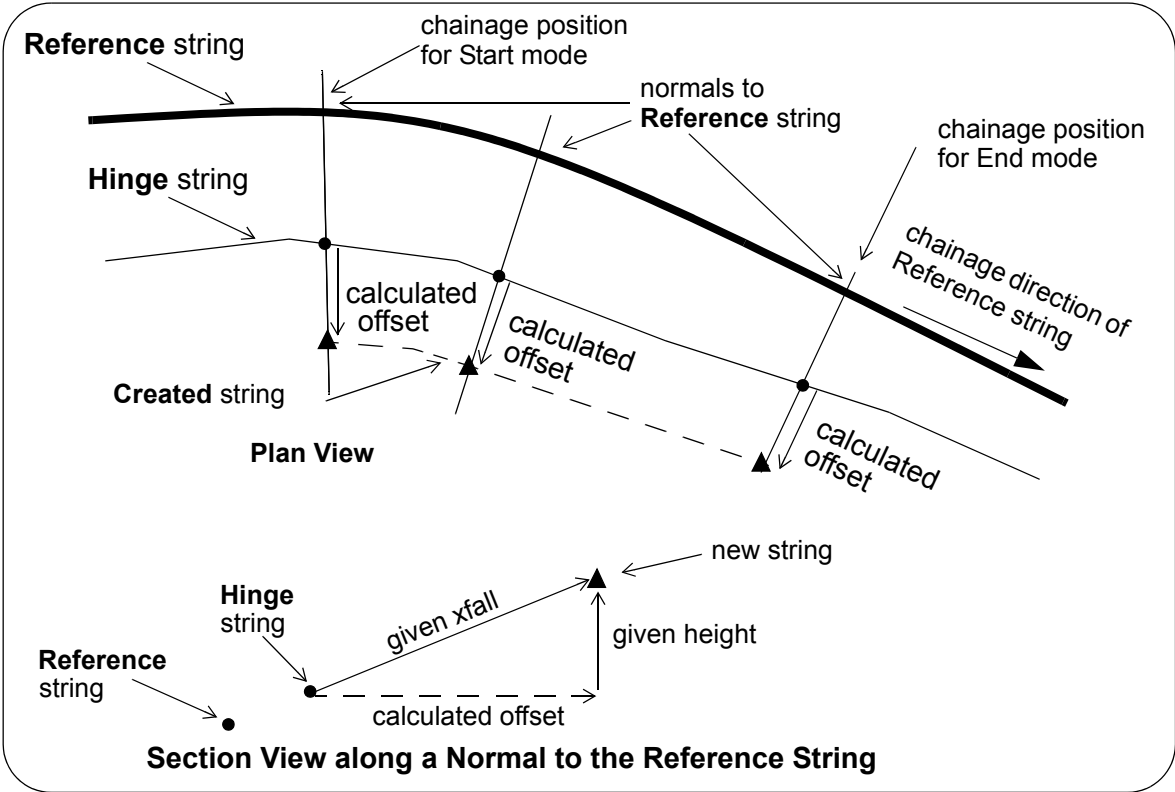 Reference string
chainage position
for Start mode
normals to
Reference string
chainage position
for End mode
Hinge string
chainage direction of
Reference string
calculated
offset
calculated
offset
calculated
offset
Created string
Plan View
new string
Hinge
string
given xfall
given height
Reference
string
calculated offset
Section View along a Normal to the Reference String